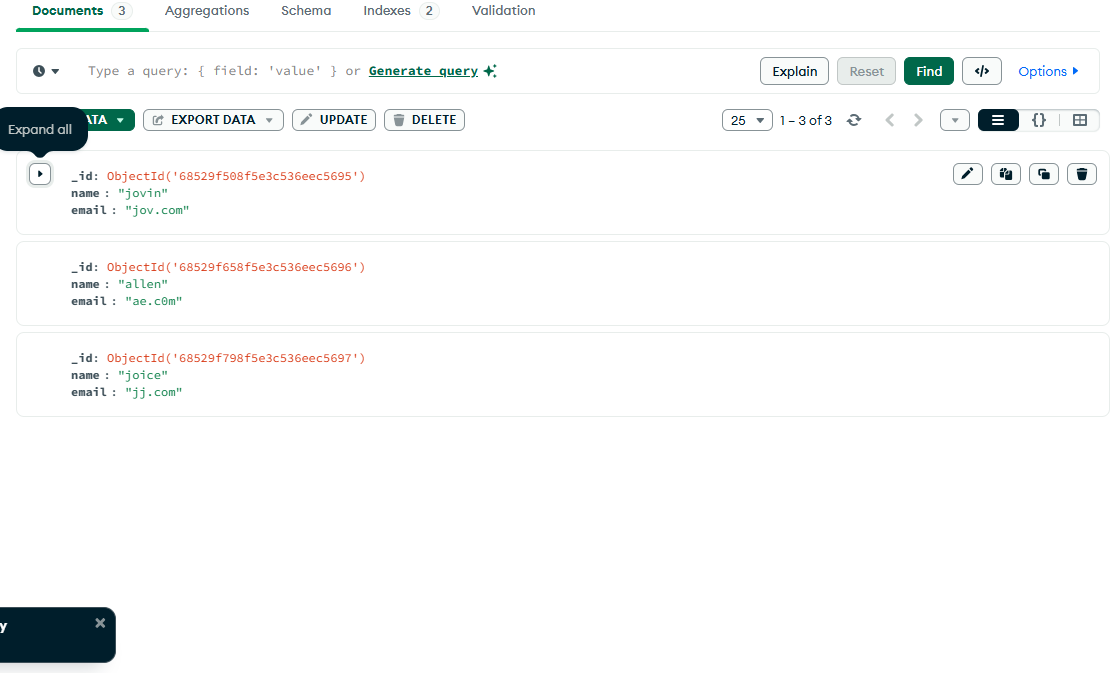 Documents 3 Aggregations Schema Indexes 2 Validation
Type a query: { field: 'value' } or Generate query Explain Reset Find </> Options
ATA EXPORT DATA UPDATE DELETE 25 1 – 3 of 3 {}
Expand all
_id: ObjectId('68529f508f5e3c536eec5695')
name : "jovin"
email : "jov.com"
_id: ObjectId('68529f658f5e3c536eec5696')
name : "allen"
email : "ae.c0m"
_id: ObjectId('68529f798f5e3c536eec5697')
name : "joice"
email : "jj.com"
y